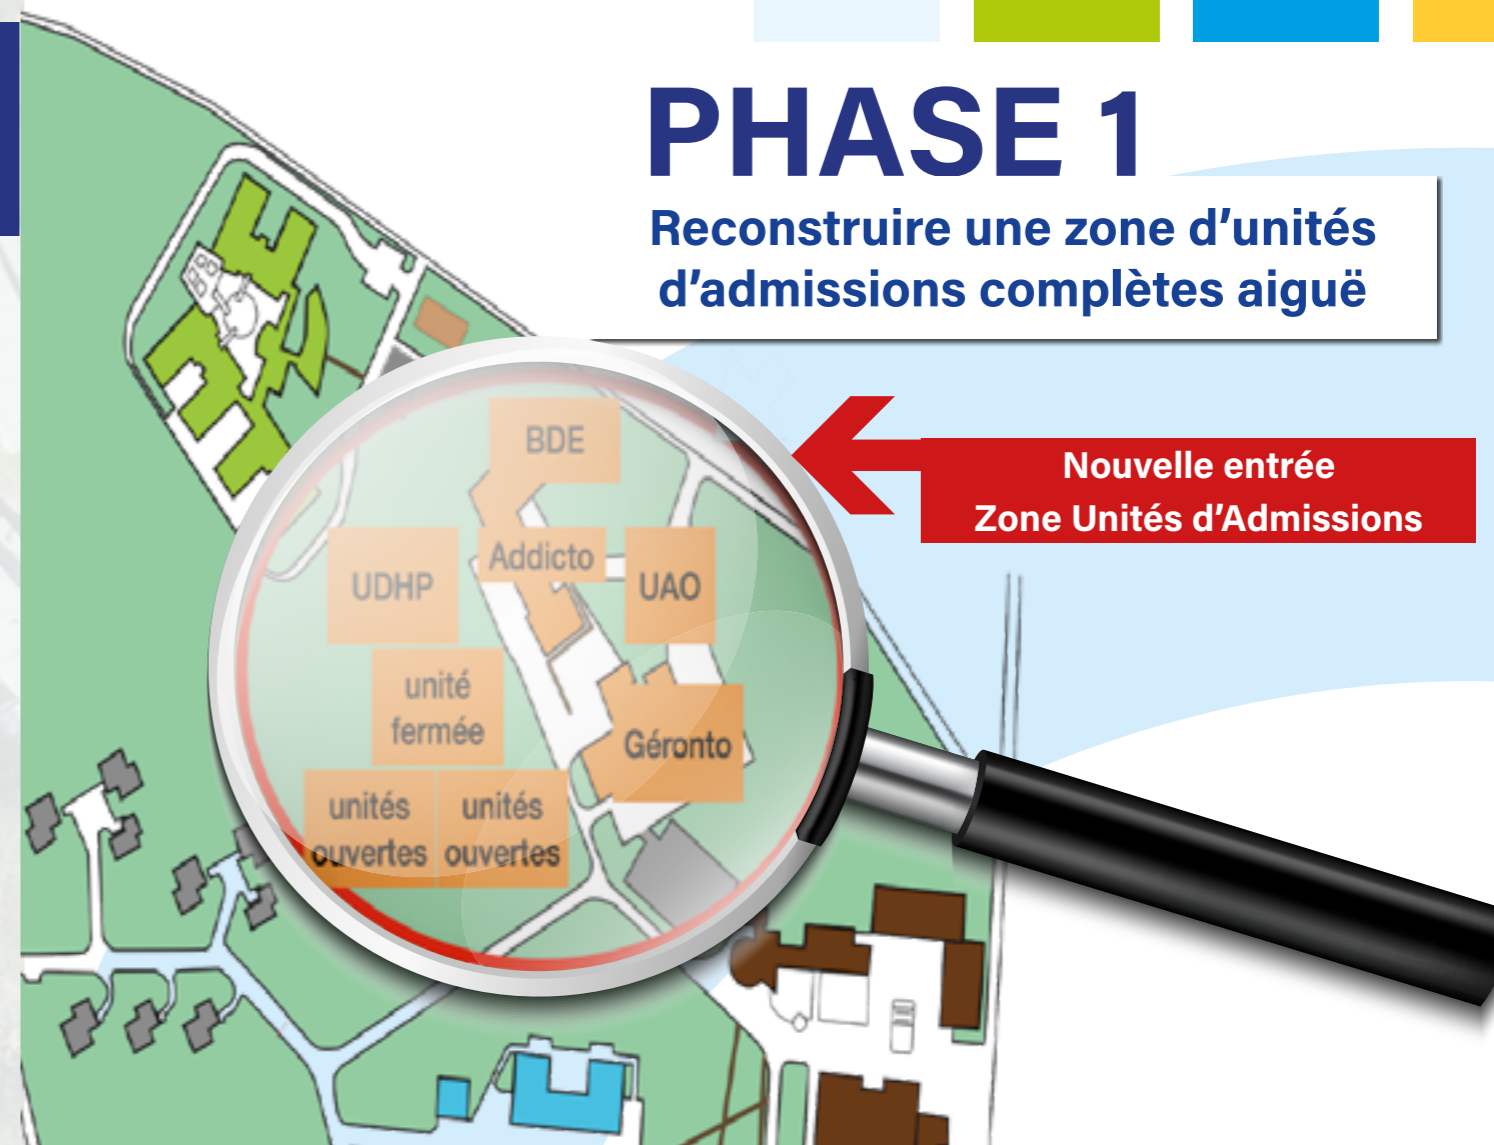 PHASE 1
Reconstruire une zone d'unités
d'admissions complètes aiguë
Nouvelle entrée
Zone Unités d'Admissions
BDE
Addicto
UDHP
UAO
unité
fermée
Géronto
unités
ouvertes
unités
ouvertes